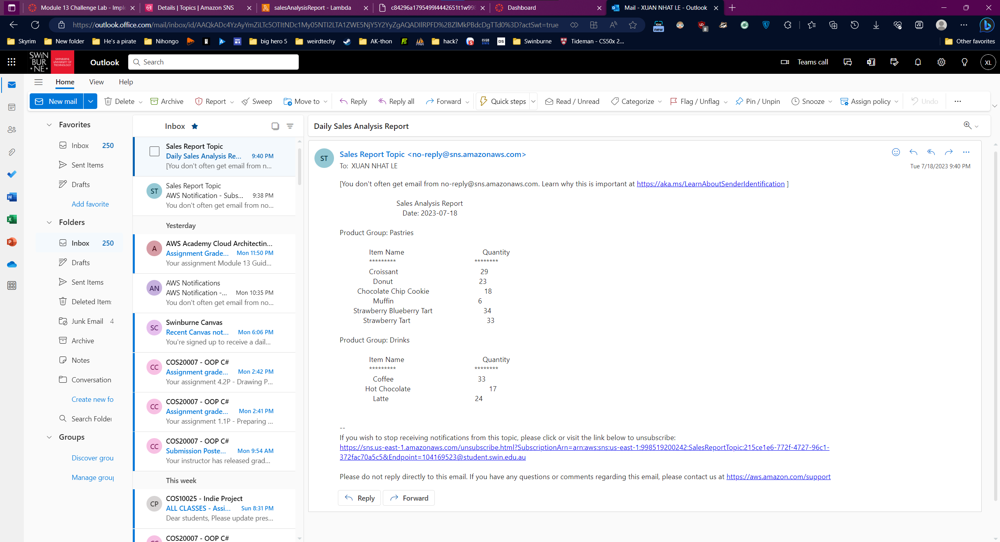 Module 13 Challenge Lab - Imple
Details | Topics | Amazon SNS
salesAnalysisReport - Lambda
c84296a1795499l4442651t1w998
Dashboard
Mail - XUAN NHAT LE - Outlook
https://outlook.office.com/mail/inbox/id/AAQkADc4YzAyYmZiLTc5OTItNDc1My05NTI2LTA1ZWE5NjY5Y2YyZgAQADIlRPFD%2BZlMkPBdcDgTTd0%3D?actSwt=true
new
8
Skyrim
New folder
He's a pirate
Nihongo
big hero 5
weirdtechy
AK-thon
hack?
DS
Swinburne
Tideman - CS50x 2...
Other favorites
SWIN
BUR
NE
SWINBURNE
UNIVERSITY OF
TECHNOLOGY
Outlook
Search
Teams call
XL
Home
View
Help
New mail
Delete
Archive
Report
Sweep
Move to
Reply
Reply all
Forward
Quick steps
Read / Unread
Categorize
Flag / Unflag
Pin / Unpin
Snooze
Assign policy
Undo
Favorites
Inbox 250
Sent Items
Drafts
Add favorite
Folders
Inbox 250
Drafts
Sent Items
Deleted Item
Junk Email 4
Archive
Notes
Conversation
Create new fo
Search Folder
Groups
Discover grou
Manage group
Inbox
Sales Report Topic
Daily Sales Analysis Re... 9:40 PM
[You don't often get email from n...
ST
Sales Report Topic
AWS Notification - Subs... 9:38 PM
You don't often get email from no...
Yesterday
A
AWS Academy Cloud Architectin...
Assignment Grade... Mon 11:50 PM
Your assignment Module 13 Guid...
AN
AWS Notifications
AWS Notification -... Mon 10:35 PM
You don't often get email from no...
SC
Swinburne Canvas
Recent Canvas not... Mon 6:06 PM
You're signed up to receive a dail...
CC
COS20007 - OOP C#
Assignment grade... Mon 2:42 PM
Your assignment 4.2P - Drawing P...
CC
COS20007 - OOP C#
Assignment grade... Mon 2:41 PM
Your assignment 1.1P - Preparing ...
CC
COS20007 - OOP C#
Submission Poste... Mon 9:54 AM
Your instructor has released grad...
This week
CP
COS10025 - Indie Project
ALL CLASSES - Assi... Sun 8:31 PM
Dear students, Please update pres...
COS20007 - OOP C#
Daily Sales Analysis Report
ST
Sales Report Topic <no-reply@sns.amazonaws.com>
To: XUAN NHAT LE
Tue 7/18/2023 9:40 PM
[You don't often get email from no-reply@sns.amazonaws.com. Learn why this is important at https://aka.ms/LearnAboutSenderIdentification ]
Sales Analysis Report
Date: 2023-07-18
Product Group: Pastries
Item Name Quantity
********* ********
Croissant 29
Donut 23
Chocolate Chip Cookie 18
Muffin 6
Strawberry Blueberry Tart 34
Strawberry Tart 33
Product Group: Drinks
Item Name Quantity
********* ********
Coffee 33
Hot Chocolate 17
Latte 24
--
If you wish to stop receiving notifications from this topic, please click or visit the link below to unsubscribe:
https://sns.us-east-1.amazonaws.com/unsubscribe.html?SubscriptionArn=arn:aws:sns:us-east-1:998519200242:SalesReportTopic:215ce1e6-772f-4727-96c1-
372fac70a5c5&Endpoint=104169523@student.swin.edu.au
Please do not reply directly to this email. If you have any questions or comments regarding this email, please contact us at https://aws.amazon.com/support
Reply
Forward